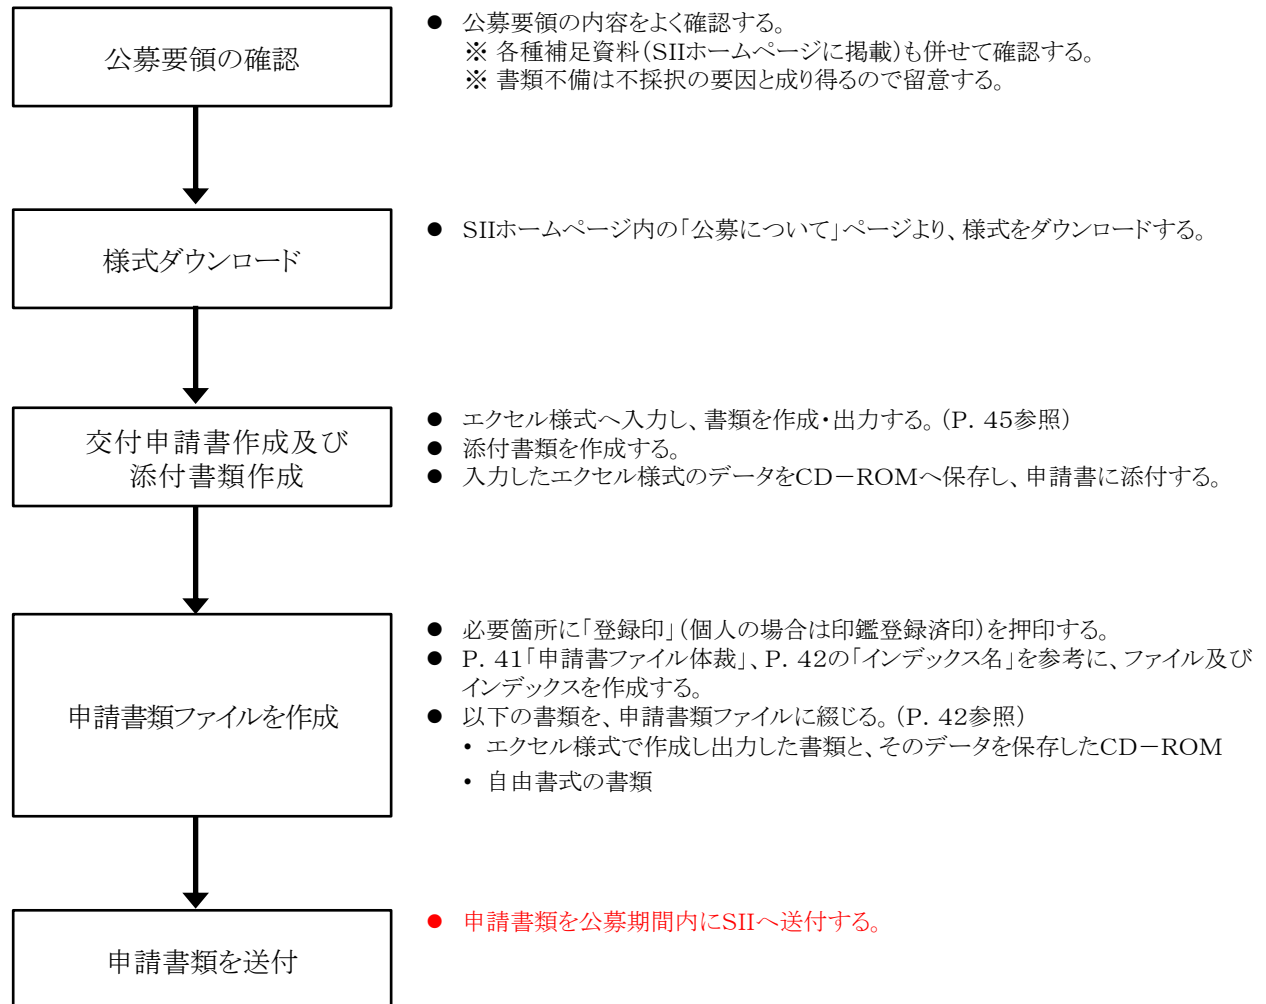 公募要領の確認
● 公募要領の内容をよく確認する。
※ 各種補足資料（SIIホームページに掲載）も併せて確認する。
※ 書類不備は不採択の要因と成り得るので留意する。
様式ダウンロード
● SIIホームページ内の「公募について」ページより、様式をダウンロードする。
交付申請書作成及び
添付書類作成
● エクセル様式へ入力し、書類を作成・出力する。（P．45参照）
● 添付書類を作成する。
● 入力したエクセル様式のデータをCD－ROMへ保存し、申請書に添付する。
申請書類ファイルを作成
● 必要箇所に「登録印」（個人の場合は印鑑登録済印）を押印する。
● P．41「申請書ファイル体裁」、P．42の「インデックス名」を参考に、ファイル及び
インデックスを作成する。
● 以下の書類を、申請書類ファイルに綴じる。（P．42参照）
・ エクセル様式で作成し出力した書類と、そのデータを保存したCD－ROM
・ 自由書式の書類
申請書類を送付
● 申請書類を公募期間内にSIIへ送付する。